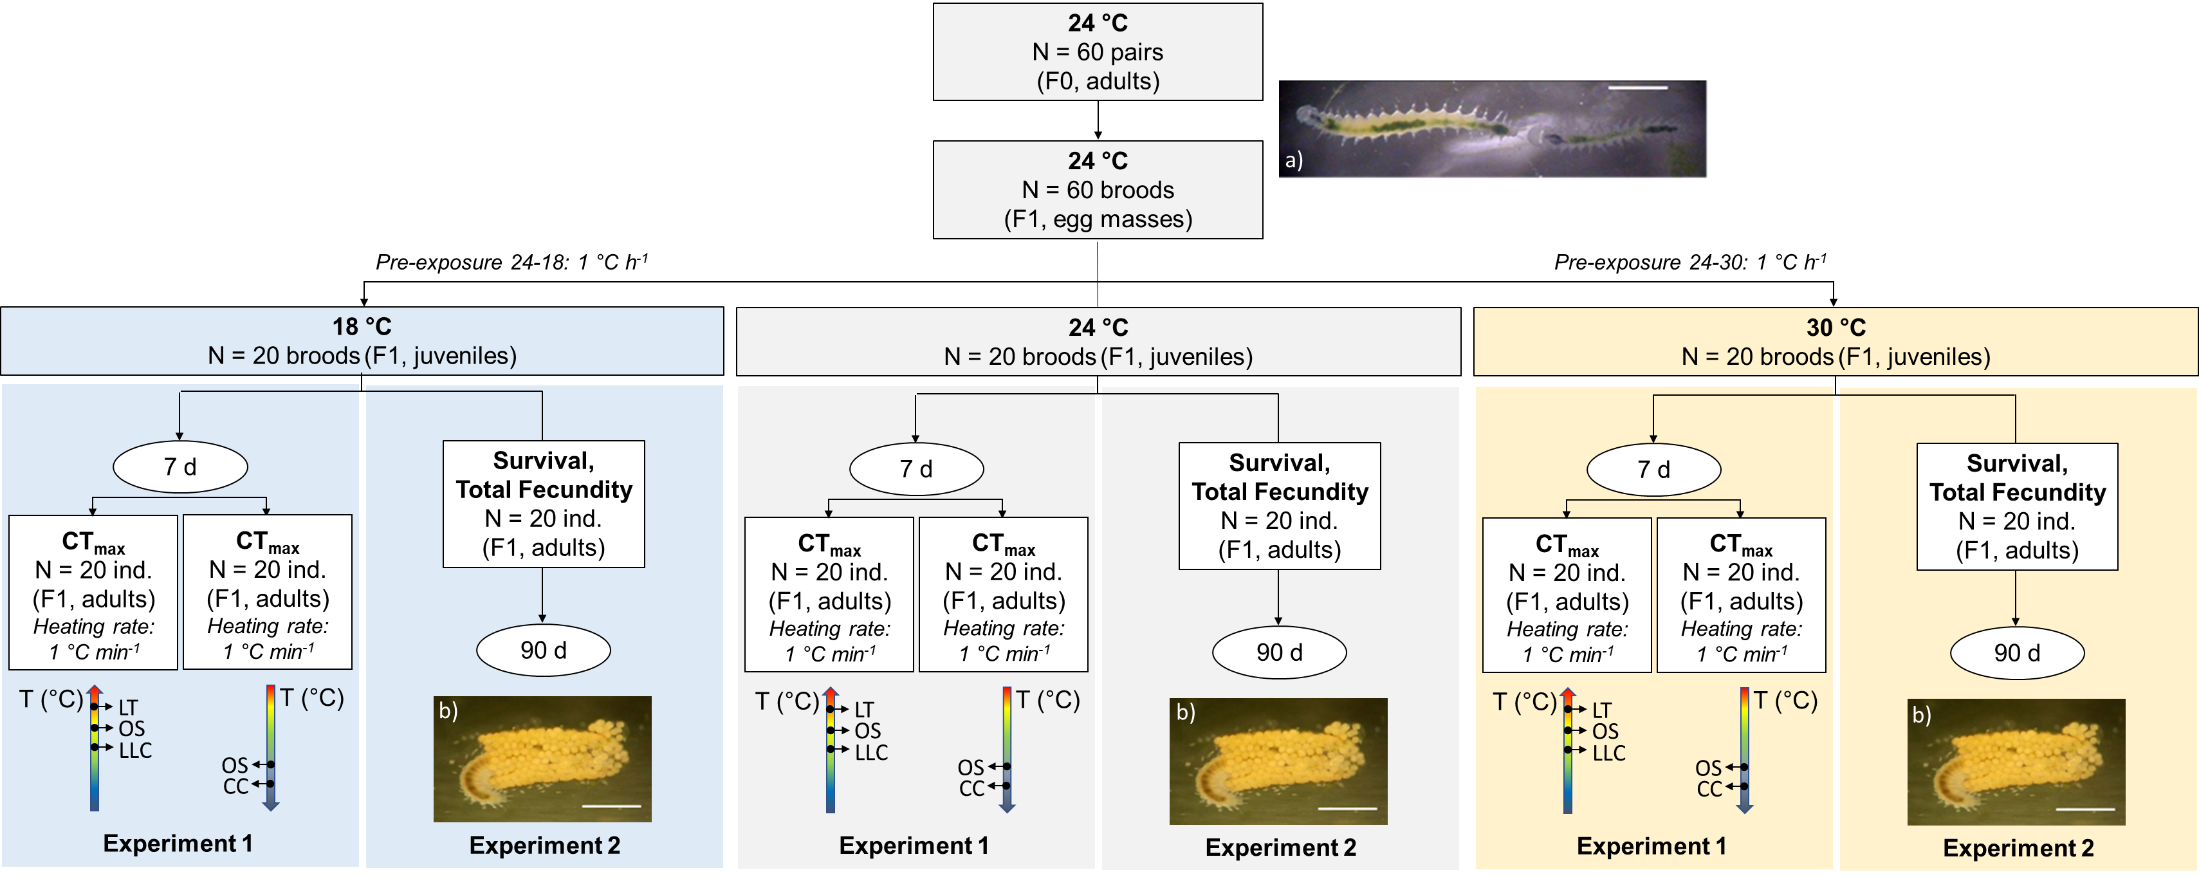 24 °C
N = 60 pairs
(F0, adults)
a)
24 °C
N = 60 broods
(F1, egg masses)
Pre-exposure 24-18: 1 °C h-1
Pre-exposure 24-30: 1 °C h-1
18 °C
N = 20 broods (F1, juveniles)
24 °C
N = 20 broods (F1, juveniles)
30 °C
N = 20 broods (F1, juveniles)
7 d
CTmax
N = 20 ind.
(F1, adults)
Heating rate:
1 °C min-1
CTmax
N = 20 ind.
(F1, adults)
Heating rate:
1 °C min-1
T (°C)
LT
OS
LLC
T (°C)
OS
CC
Experiment 1
Survival,
Total Fecundity
N = 20 ind.
(F1, adults)
90 d
b)
Experiment 2
7 d
CTmax
N = 20 ind.
(F1, adults)
Heating rate:
1 °C min-1
CTmax
N = 20 ind.
(F1, adults)
Heating rate:
1 °C min-1
T (°C)
LT
OS
LLC
T (°C)
OS
CC
Experiment 1
Survival,
Total Fecundity
N = 20 ind.
(F1, adults)
90 d
b)
Experiment 2
7 d
CTmax
N = 20 ind.
(F1, adults)
Heating rate:
1 °C min-1
CTmax
N = 20 ind.
(F1, adults)
Heating rate:
1 °C min-1
T (°C)
LT
OS
LLC
T (°C)
OS
CC
Experiment 1
Survival,
Total Fecundity
N = 20 ind.
(F1, adults)
90 d
b)
Experiment 2